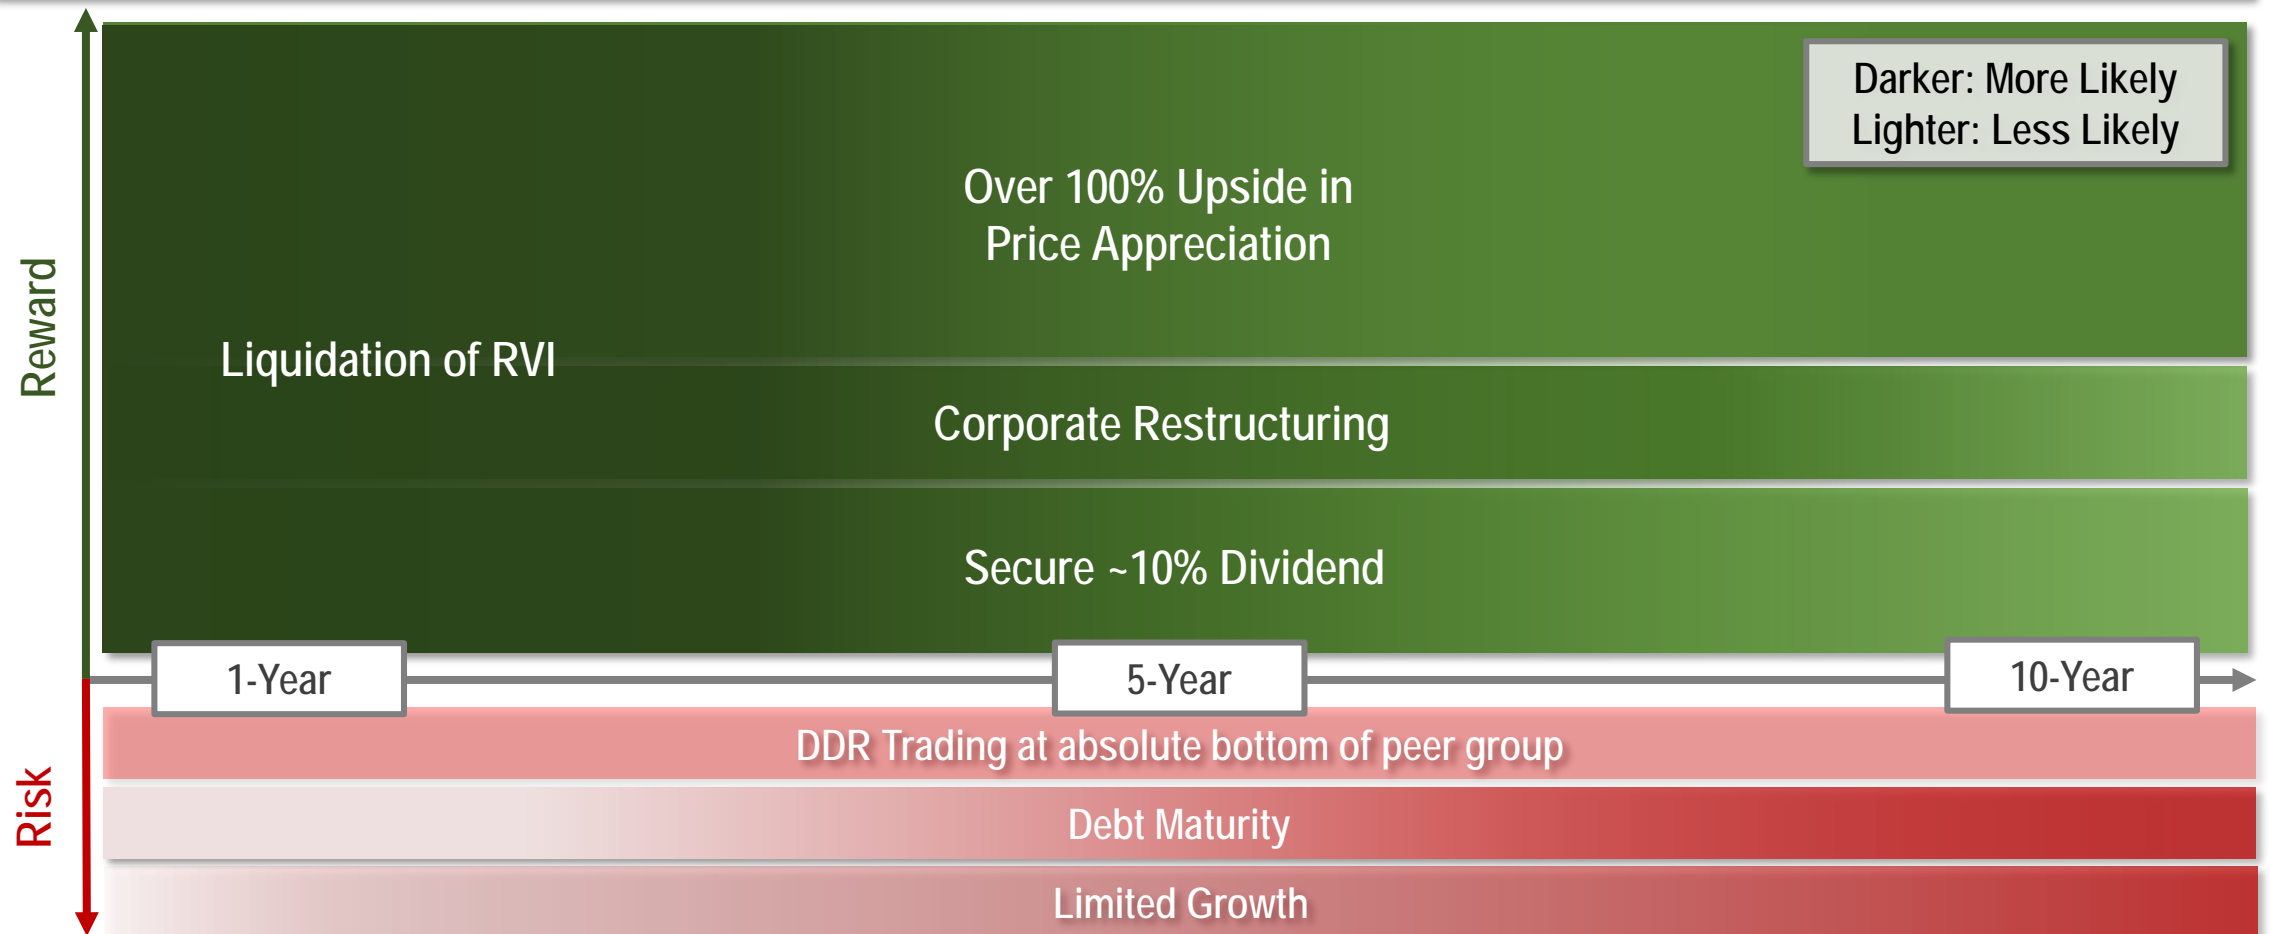 Reward
Darker: More Likely
Lighter: Less Likely
Over 100% Upside in
Price Appreciation
Liquidation of RVI
Corporate Restructuring
Secure ~10% Dividend
1-Year
5-Year
10-Year
Risk
DDR Trading at absolute bottom of peer group
Debt Maturity
Limited Growth